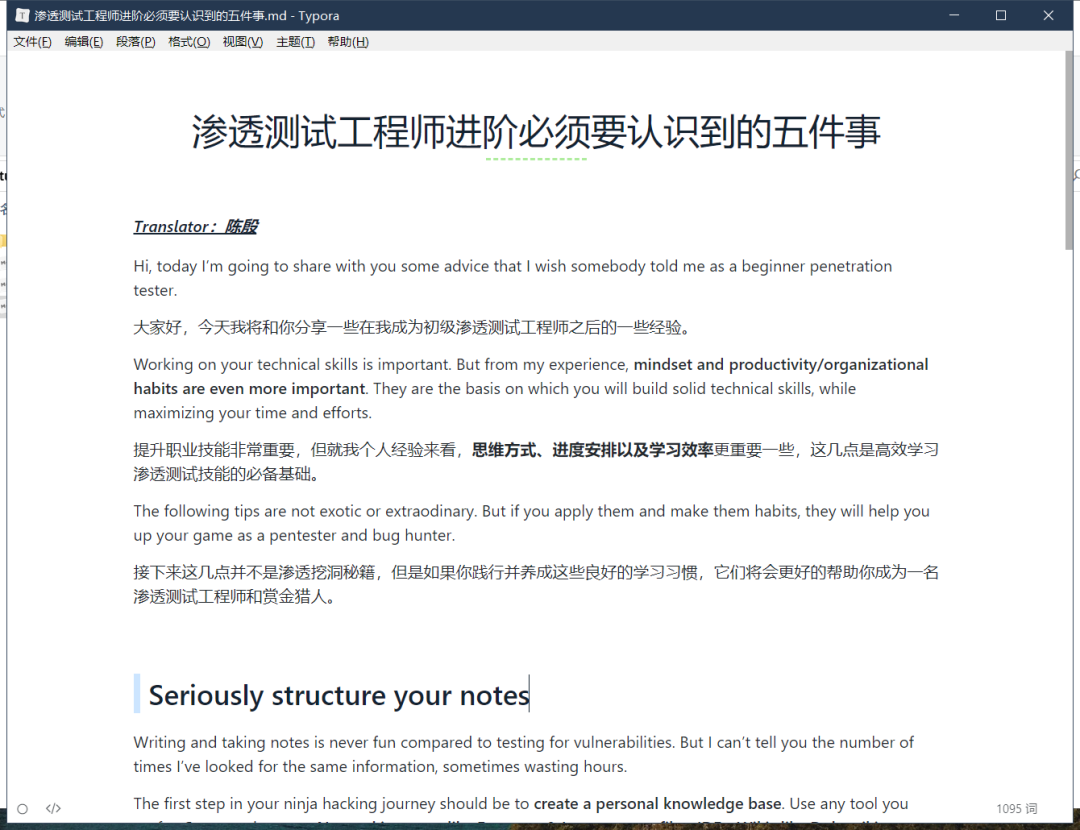 渗透测试工程师进阶必须要认识到的五件事.md - Typora
文件(F) 编辑(E) 段落(P) 格式(O) 视图(V) 主题(T) 帮助(H)
渗透测试工程师进阶必须要认识到的五件事
Translator：陈殷
Hi, today I’m going to share with you some advice that I wish somebody told me as a beginner penetration
tester.
大家好，今天我将和你分享一些在我成为初级渗透测试工程师之后的一些经验。
Working on your technical skills is important. But from my experience, mindset and productivity/organizational
habits are even more important. They are the basis on which you will build solid technical skills, while
maximizing your time and efforts.
提升职业技能非常重要，但就我个人经验来看，思维方式、进度安排以及学习效率更重要一些，这几点是高效学习
渗透测试技能的必备基础。
The following tips are not exotic or extraodinary. But if you apply them and make them habits, they will help you
up your game as a pentester and bug hunter.
接下来这几点并不是渗透挖洞秘籍，但是如果你践行并养成这些良好的学习习惯，它们将会更好的帮助你成为一名
渗透测试工程师和赏金猎人。
Seriously structure your notes
Writing and taking notes is never fun compared to testing for vulnerabilities. But I can’t tell you the number of
times I’ve looked for the same information, sometimes wasting hours.
The first step in your ninja hacking journey should be to create a personal knowledge base. Use any tool you
1095 词